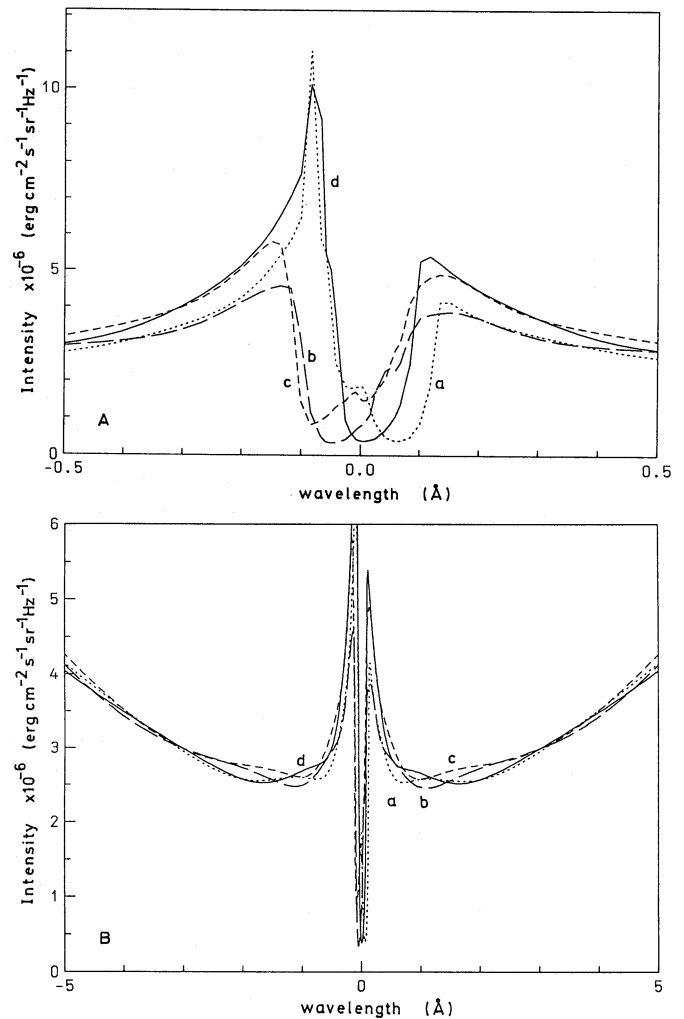 Intensity x10⁻⁶ (erg cm⁻² s⁻¹ sr⁻¹ Hz⁻¹)
10
5
0
d
b
c
a
A
-0.5
0.0
0.5
wavelength (Å)
Intensity x10⁻⁶ (erg cm⁻² s⁻¹ sr⁻¹ Hz⁻¹)
6
5
4
3
2
1
0
d
c
a
b
B
-5
0
5
wavelength (Å)